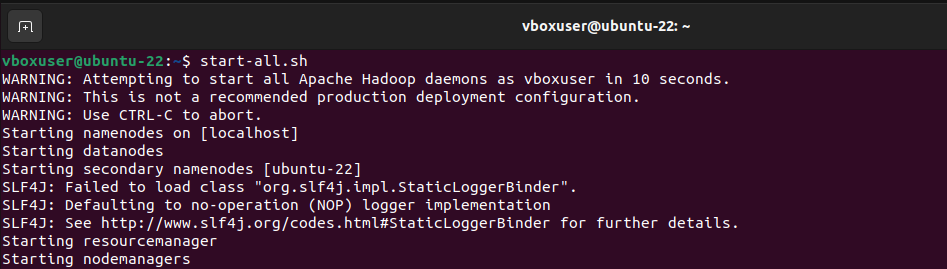 vboxuser@ubuntu-22: ~
vboxuser@ubuntu-22:~$ start-all.sh
WARNING: Attempting to start all Apache Hadoop daemons as vboxuser in 10 seconds.
WARNING: This is not a recommended production deployment configuration.
WARNING: Use CTRL-C to abort.
Starting namenodes on [localhost]
Starting datanodes
Starting secondary namenodes [ubuntu-22]
SLF4J: Failed to load class "org.slf4j.impl.StaticLoggerBinder".
SLF4J: Defaulting to no-operation (NOP) logger implementation
SLF4J: See http://www.slf4j.org/codes.html#StaticLoggerBinder for further details.
Starting resourcemanager
Starting nodemanagers